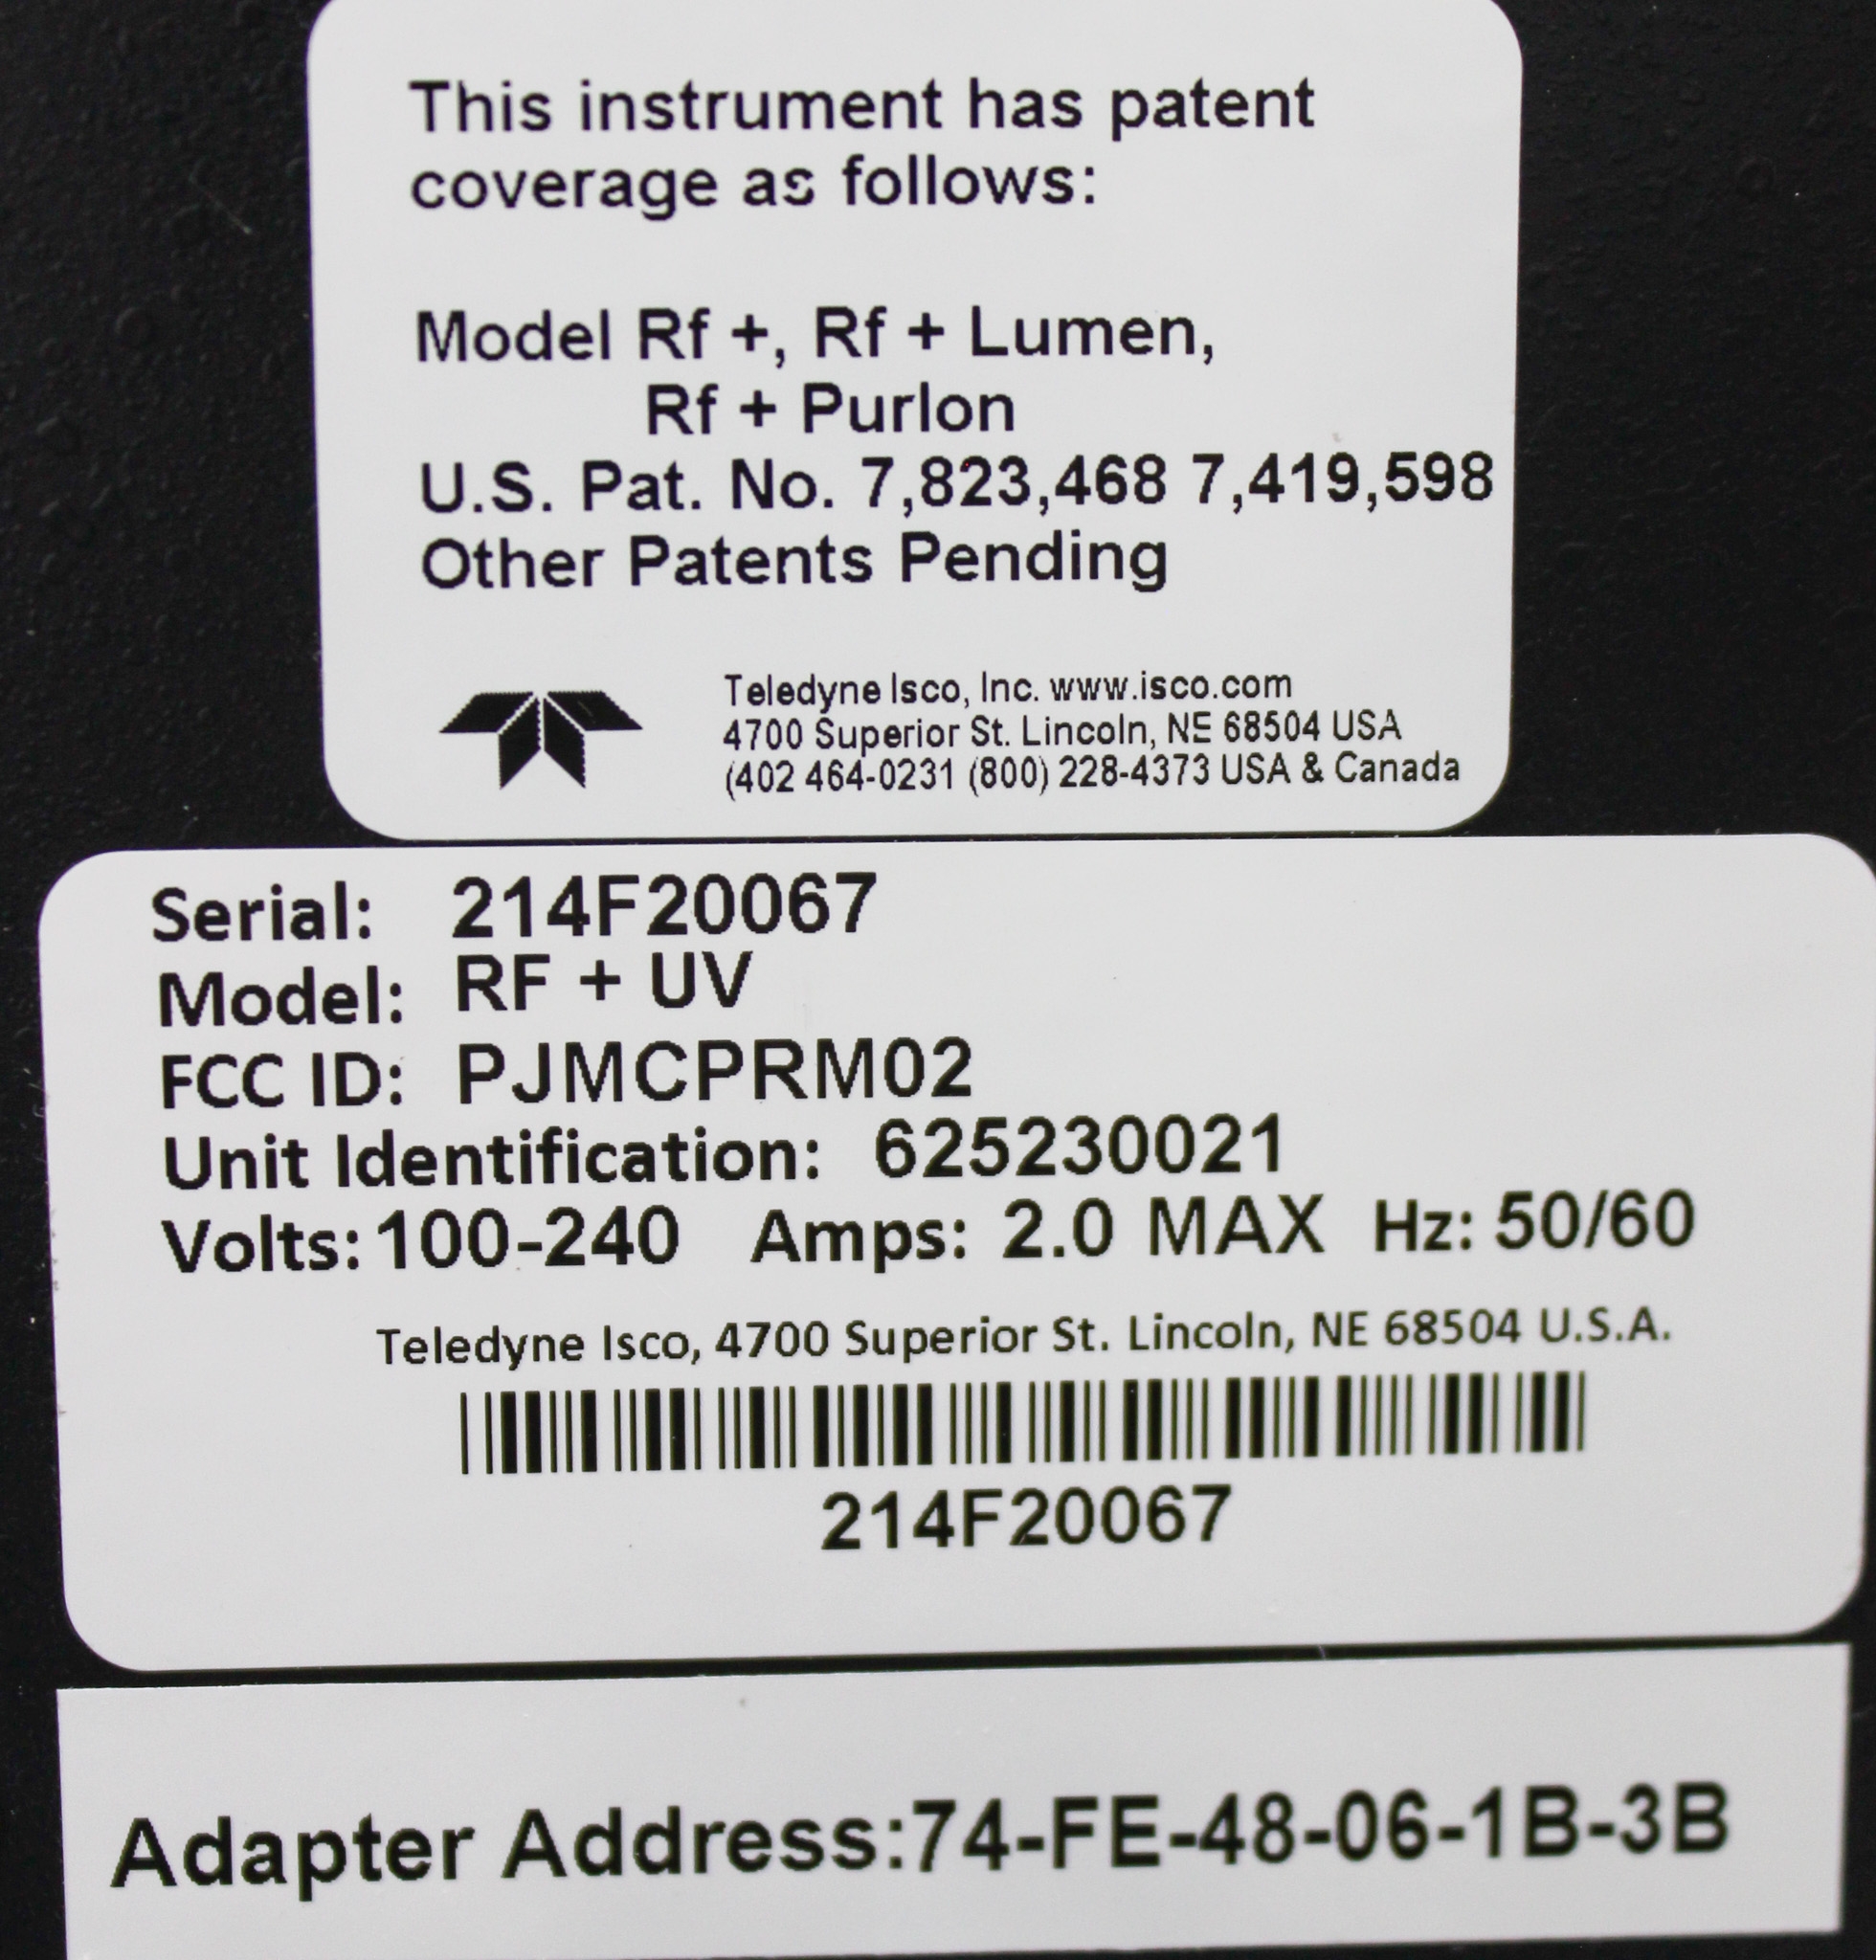 This instrument has patent
coverage as follows:
Model Rf +, Rf + Lumen,
Rf + Purlon
U.S. Pat. No. 7,823,468 7,419,598
Other Patents Pending
Teledyne Isco, Inc. www.isco.com
4700 Superior St. Lincoln, NE 68504 USA
(402 464-0231 (800) 228-4373 USA & Canada
Serial: 214F20067
Model: RF + UV
FCC ID: PJMCPRM02
Unit Identification: 625230021
Volts: 100-240 Amps: 2.0 MAX Hz: 50/60
Teledyne Isco, 4700 Superior St. Lincoln, NE 68504 U.S.A.
214F20067
Adapter Address:74-FE-48-06-1B-3B